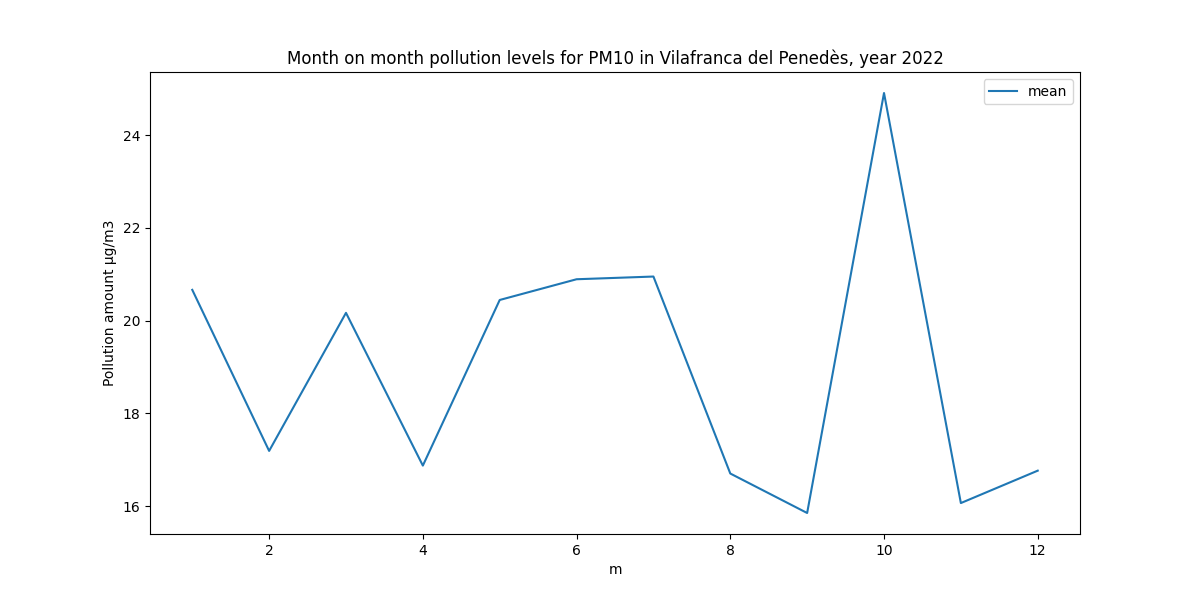 Month on month pollution levels for PM10 in Vilafranca del Penedès, year 2022
mean
Pollution amount µg/m3
24
22
20
18
16
2 4 6 8 10 12
m